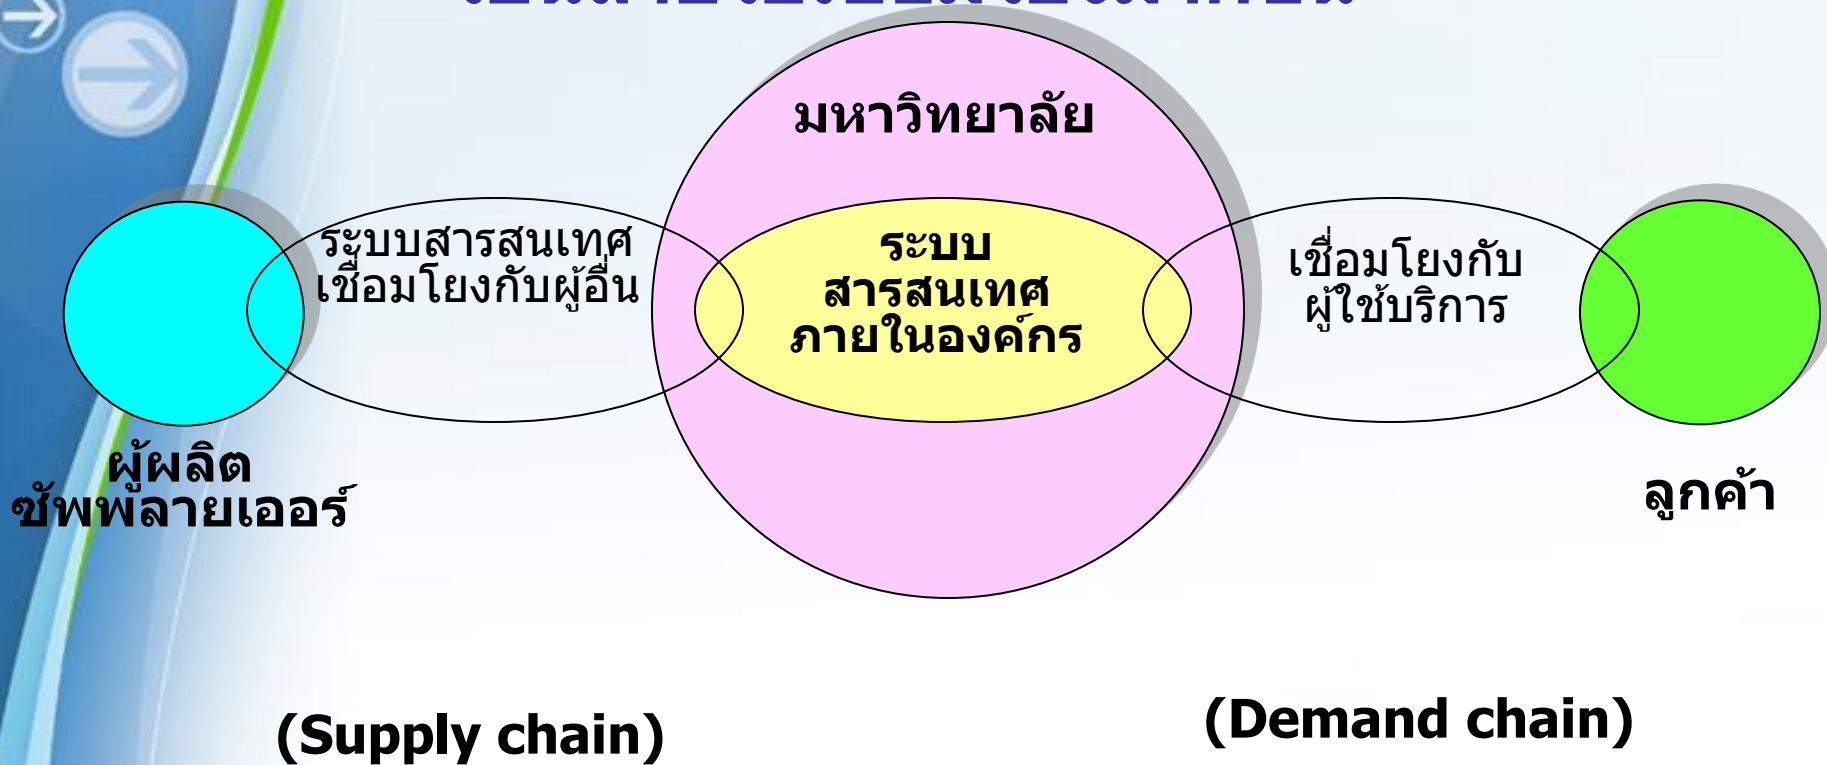 มหาวิทยาลัย
ระบบสารสนเทศ
เชื่อมโยงกับผู้อื่น
ระบบ
สารสนเทศ
ภายในองค์กร
เชื่อมโยงกับ
ผู้ใช้บริการ
ผู้ผลิต
ซัพพลายเออร์
ลูกค้า
(Supply chain)
(Demand chain)